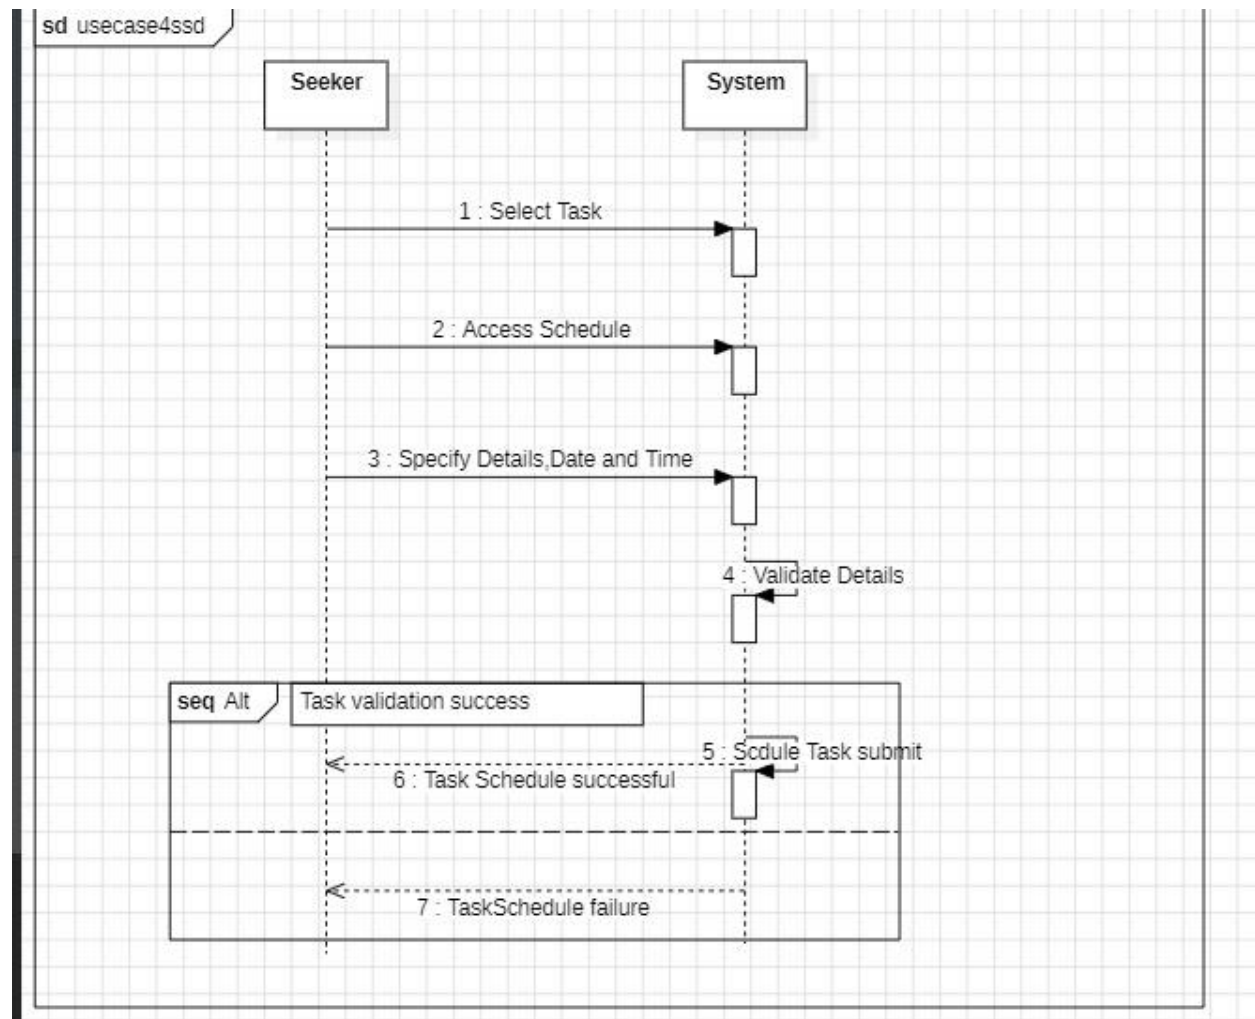 sd usecase4ssd
Seeker
System
1 : Select Task
2 : Access Schedule
3 : Specify Details,Date and Time
4 : Validate Details
seq Alt
Task validation success
5 : Scdule Task submit
6 : Task Schedule successful
7 : TaskSchedule failure